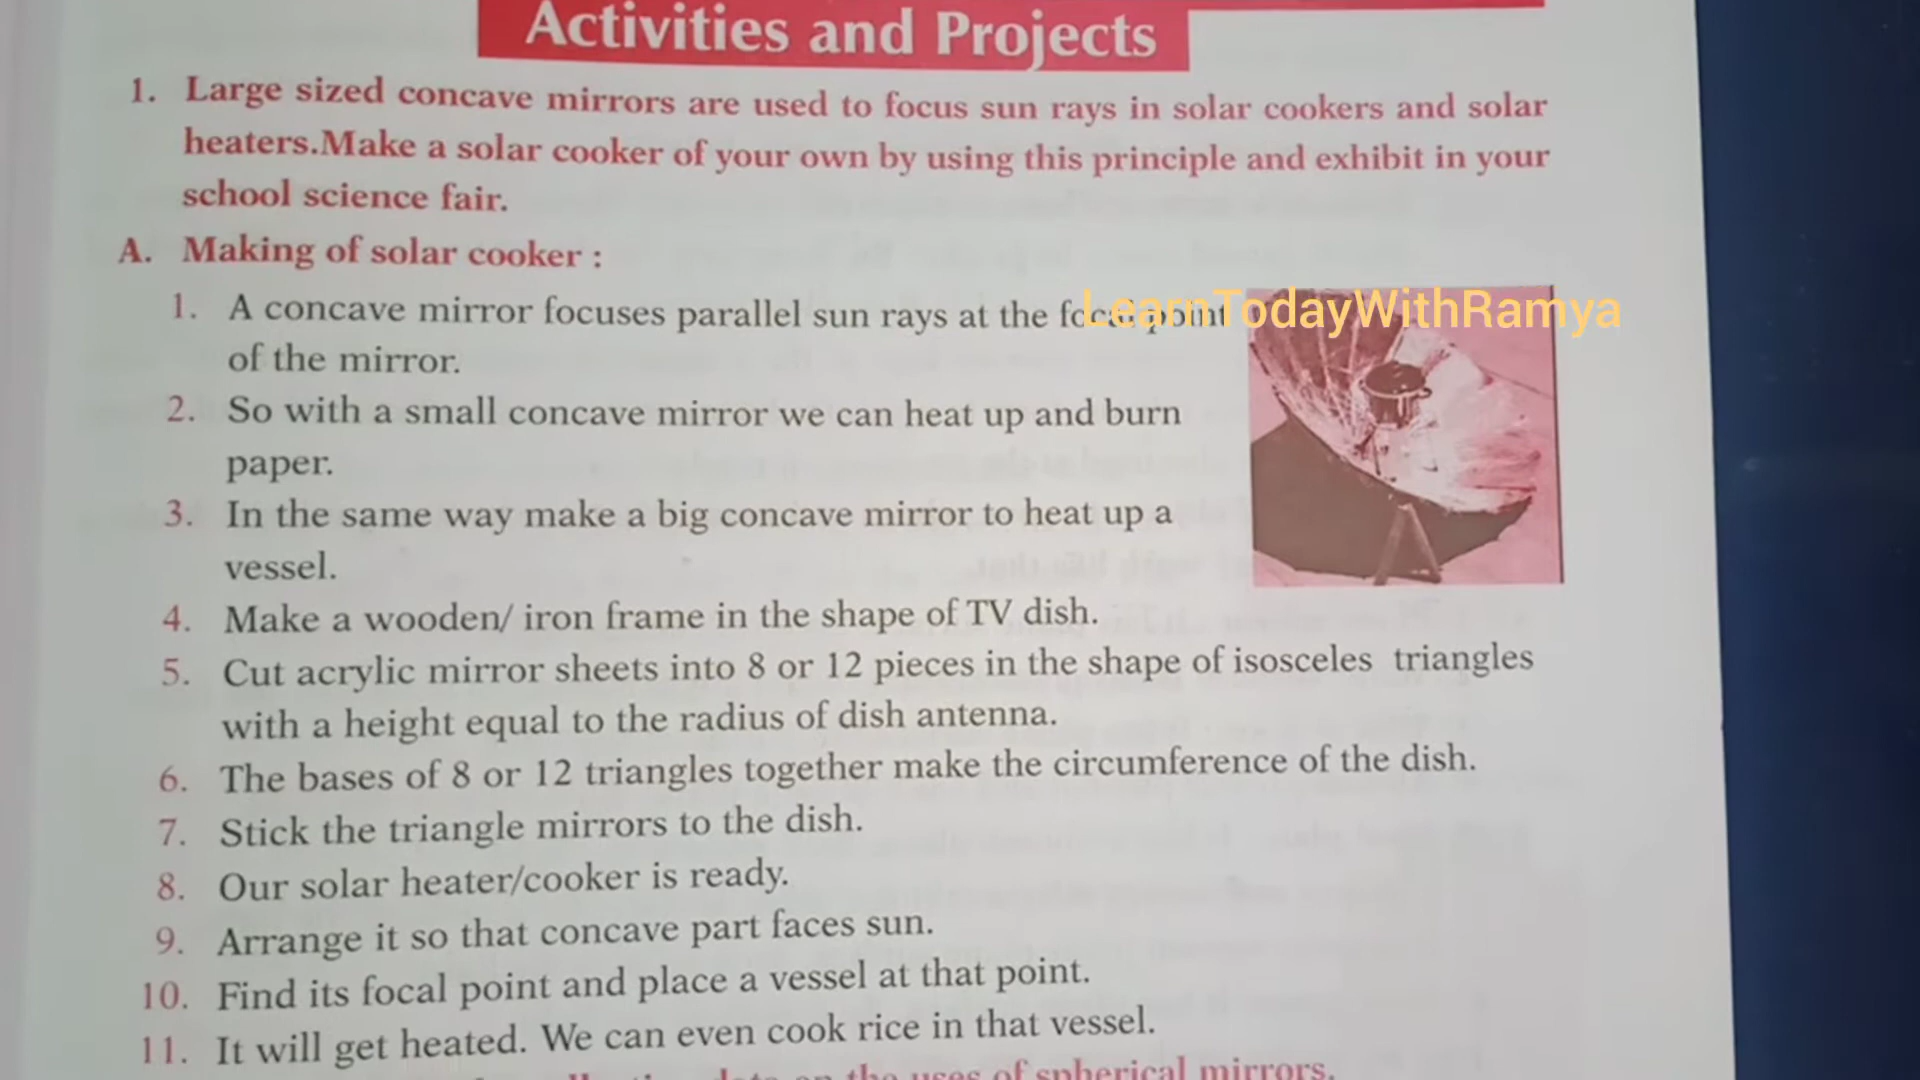 Activities and Projects
1. Large sized concave mirrors are used to focus sun rays in solar cookers and solar
heaters.Make a solar cooker of your own by using this principle and exhibit in your
school science fair.
A. Making of solar cooker :
1. A concave mirror focuses parallel sun rays at the focal point
LearnTodayWithRamya
of the mirror.
2. So with a small concave mirror we can heat up and burn
paper.
3. In the same way make a big concave mirror to heat up a
vessel.
4. Make a wooden/ iron frame in the shape of TV dish.
5. Cut acrylic mirror sheets into 8 or 12 pieces in the shape of isosceles triangles
with a height equal to the radius of dish antenna.
6. The bases of 8 or 12 triangles together make the circumference of the dish.
7. Stick the triangle mirrors to the dish.
8. Our solar heater/cooker is ready.
9. Arrange it so that concave part faces sun.
10. Find its focal point and place a vessel at that point.
11. It will get heated. We can even cook rice in that vessel.
on the uses of spherical mirrors.